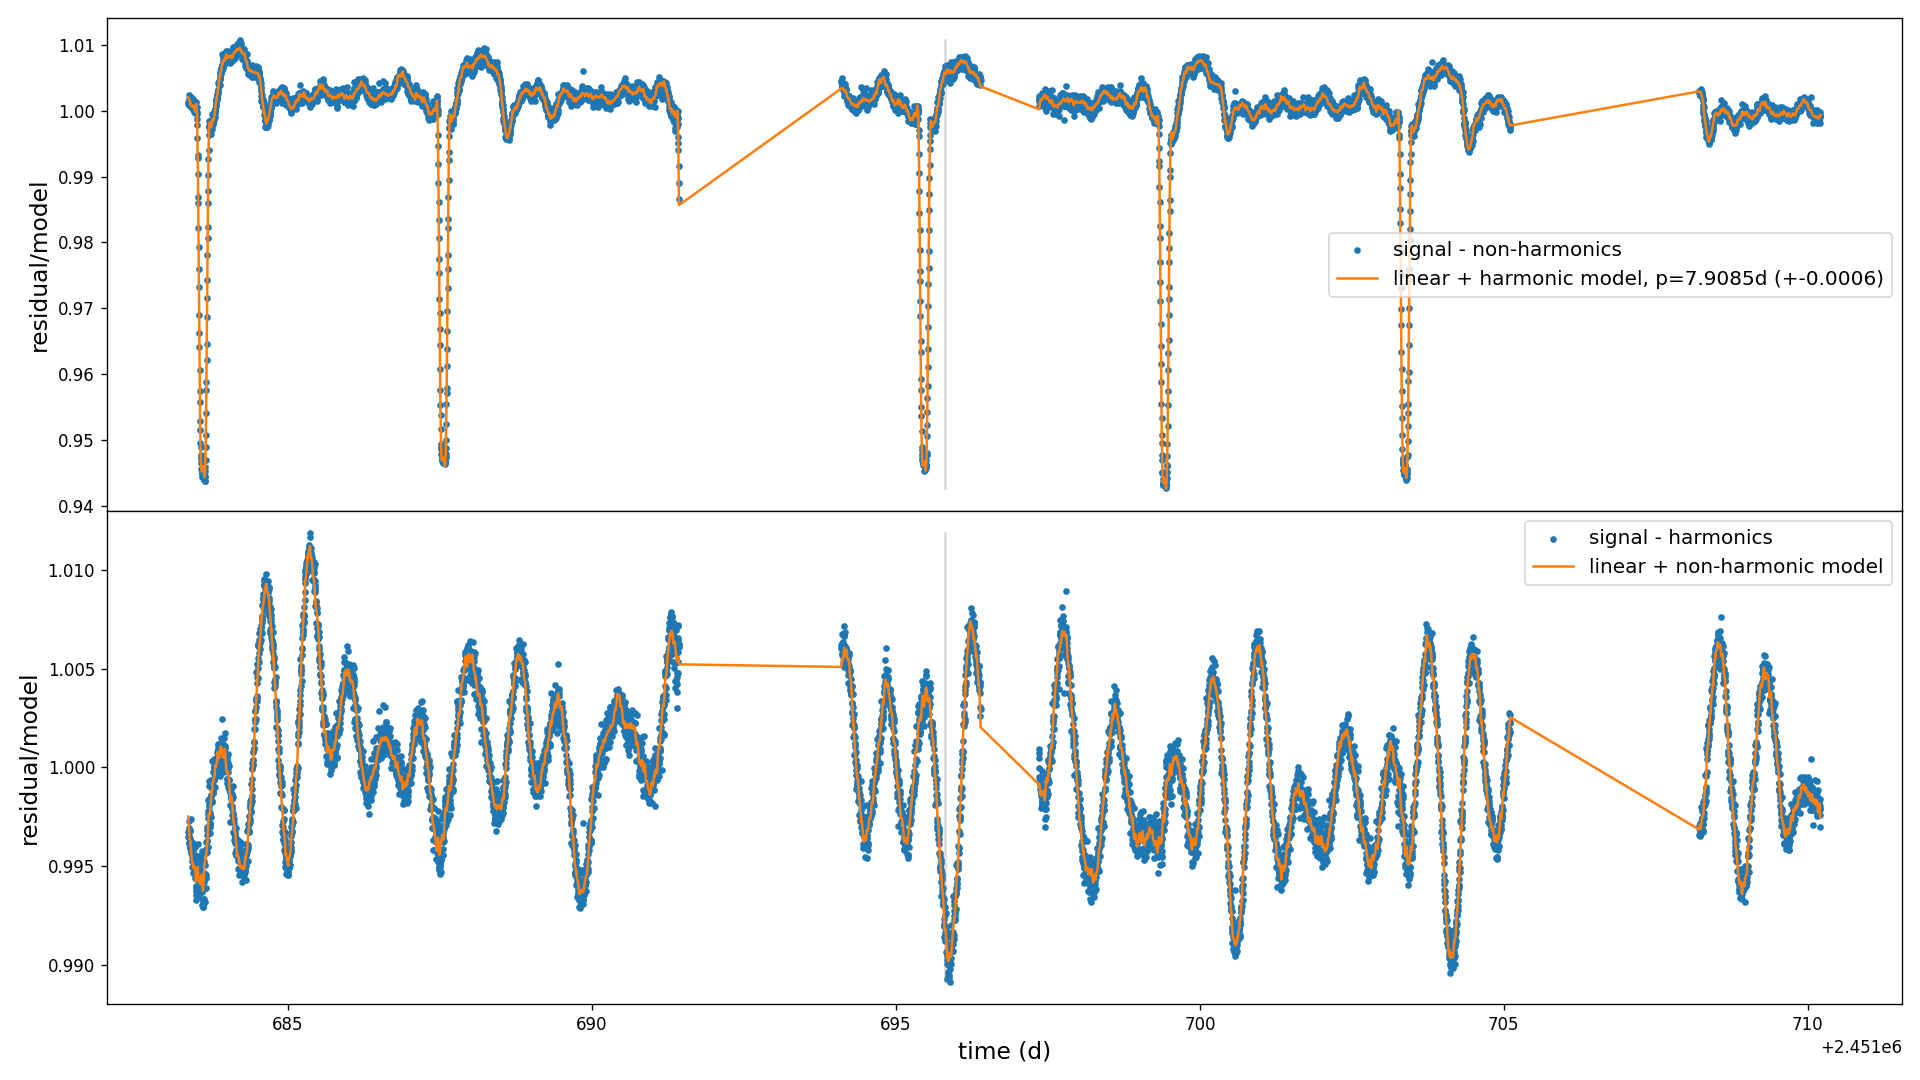 1.01
1.00
0.99
0.98
0.97
0.96
0.95
0.94
residual/model
signal - non-harmonics
linear + harmonic model, p=7.9085d (+-0.0006)
1.010
1.005
1.000
0.995
0.990
residual/model
signal - harmonics
linear + non-harmonic model
685
690
695
700
705
710
time (d)
+2.451e6